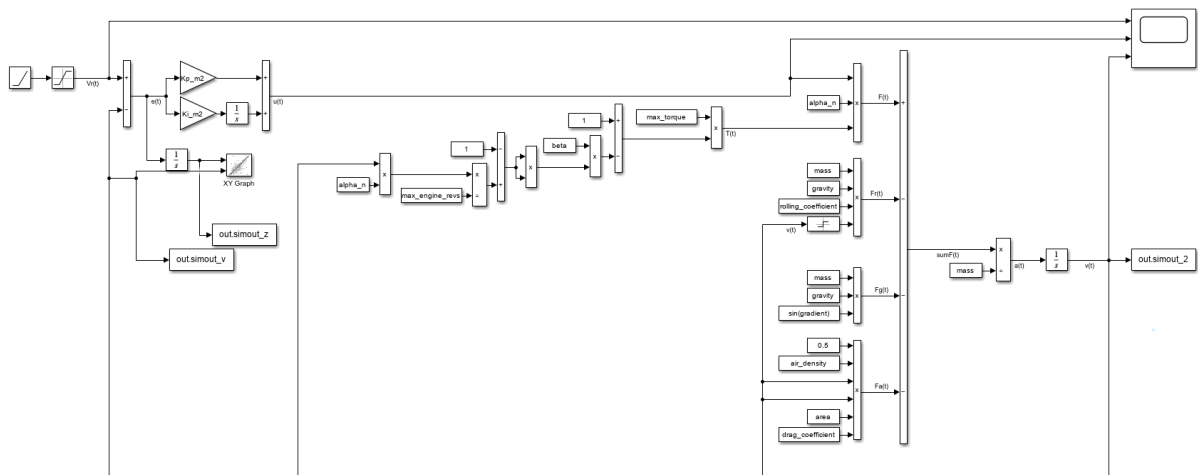 Vr(t)
+
−
e(t)
Kp_m2
Ki_m2
1
s
+
+
u(t)
1
s
XY Graph
out.simout_z
out.simout_v
alpha_n
x
max_engine_revs
x
÷
1
−
+
x
beta
x
1
+
−
max_torque
x
T(t)
alpha_n
x
F(t)
mass
gravity
rolling_coefficient
v(t)
x
Fr(t)
mass
gravity
sin(gradient)
x
Fg(t)
0.5
air_density
area
drag_coefficient
x
Fa(t)
+
−
−
−
sumF(t)
mass
x
÷
a(t)
1
s
v(t)
out.simout_2